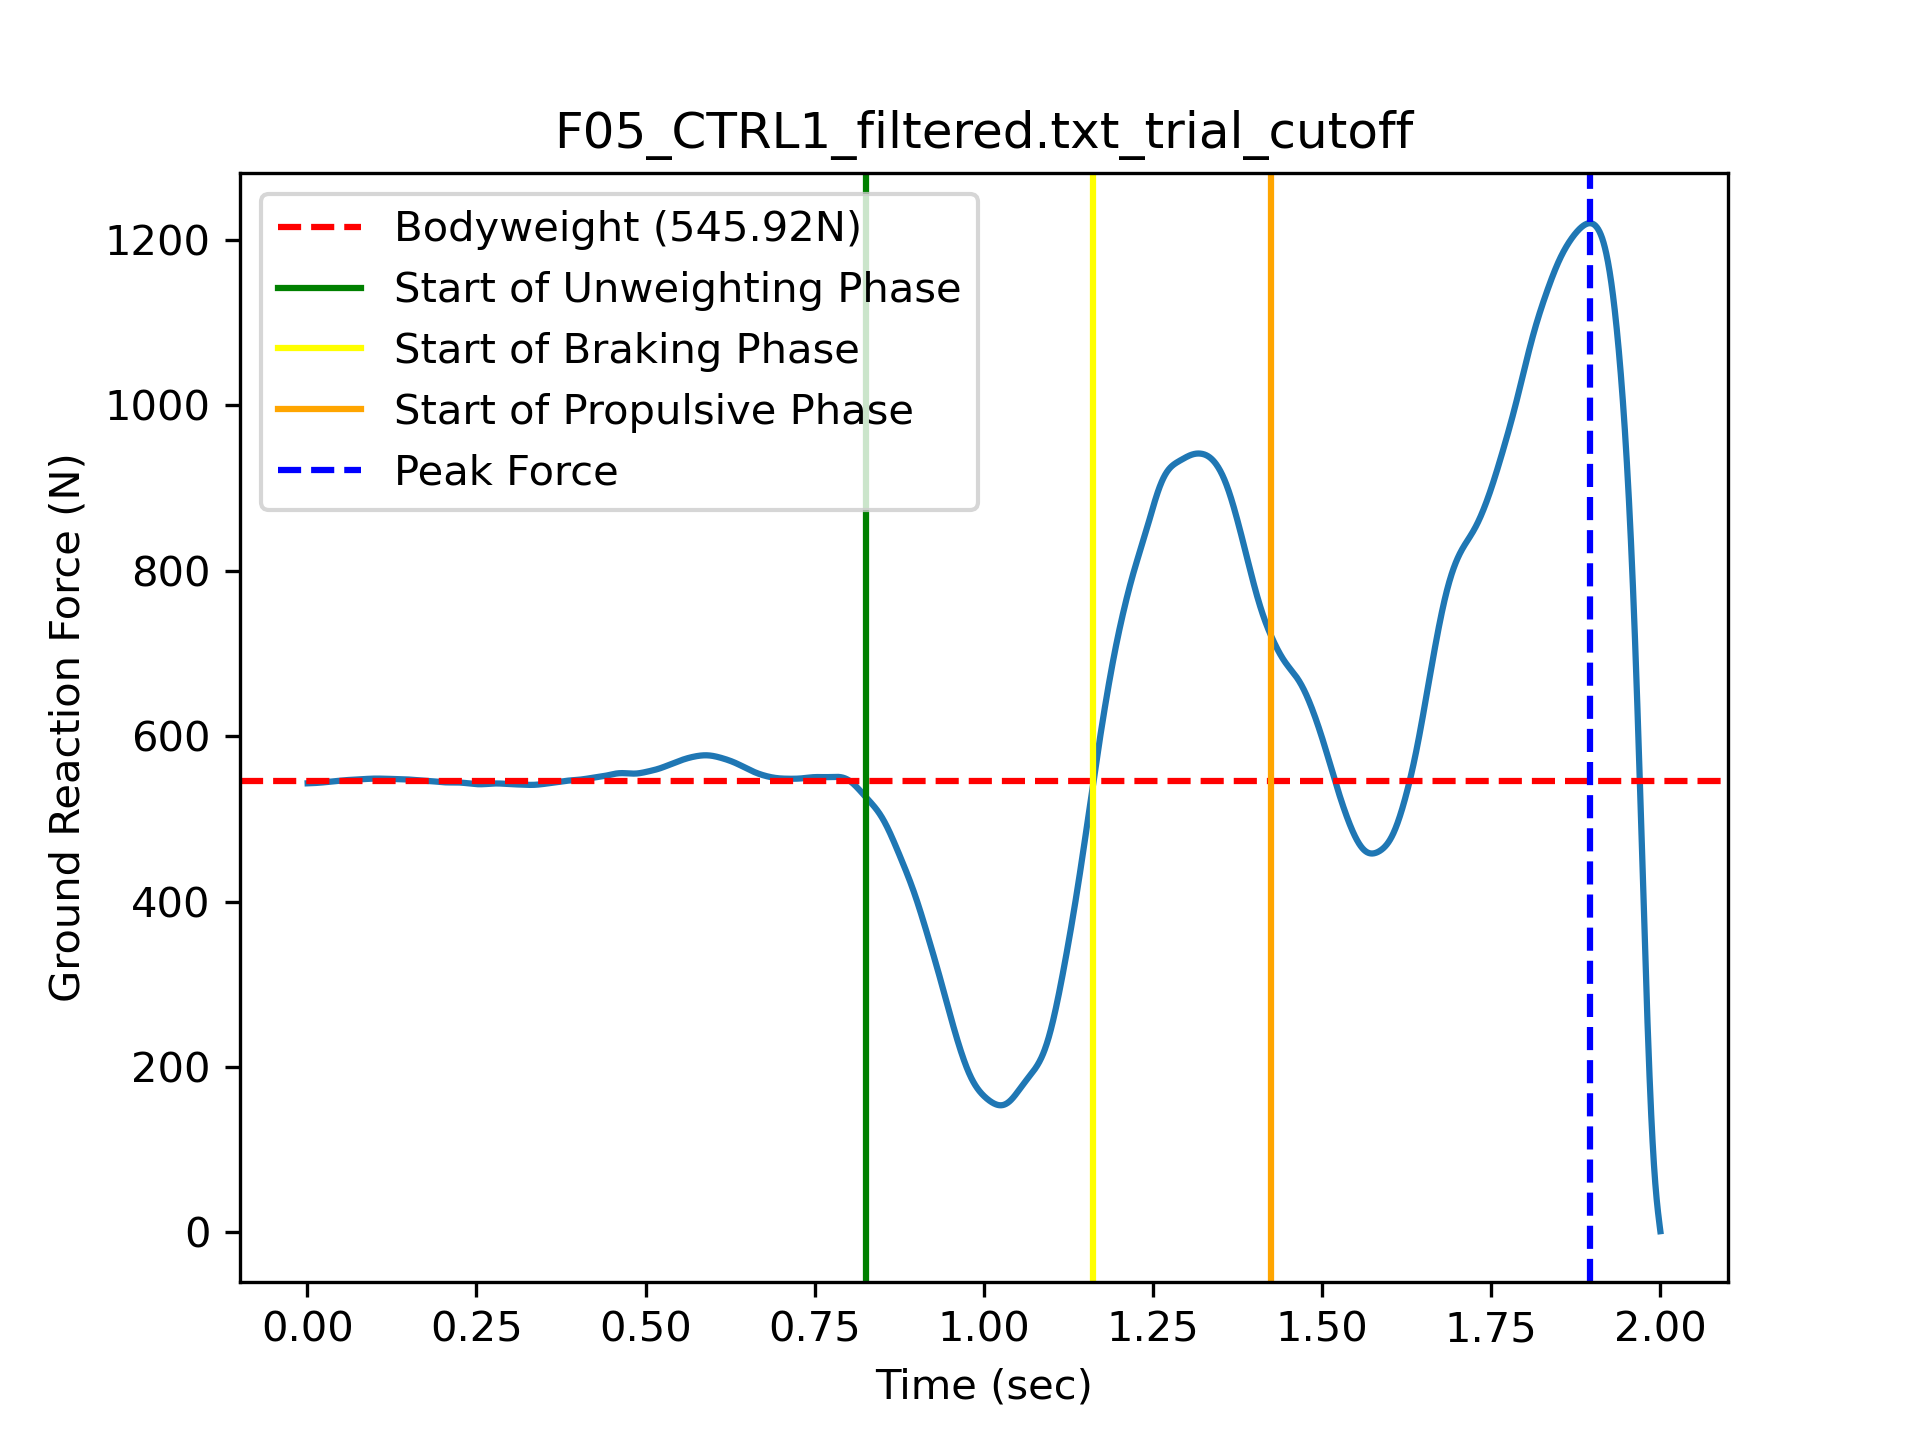 F05_CTRL1_filtered.txt_trial_cutoff
Bodyweight (545.92N)
Start of Unweighting Phase
Start of Braking Phase
Start of Propulsive Phase
Peak Force
Ground Reaction Force (N)
1200
1000
800
600
400
200
0
0.00 0.25 0.50 0.75 1.00 1.25 1.50 1.75 2.00
Time (sec)